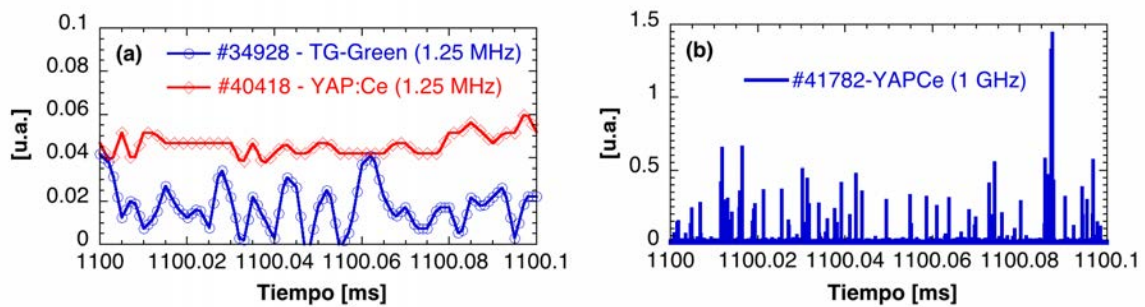 0.1
(a)
#34928 - TG-Green (1.25 MHz)
#40418 - YAP:Ce (1.25 MHz)
0.08
0.06
0.04
0.02
0
[u.a.]
1100 1100.02 1100.04 1100.06 1100.08 1100.1
Tiempo [ms]
1.5
(b)
#41782-YAPCe (1 GHz)
1
0.5
0
[u.a.]
1100 1100.02 1100.04 1100.06 1100.08 1100.1
Tiempo [ms]